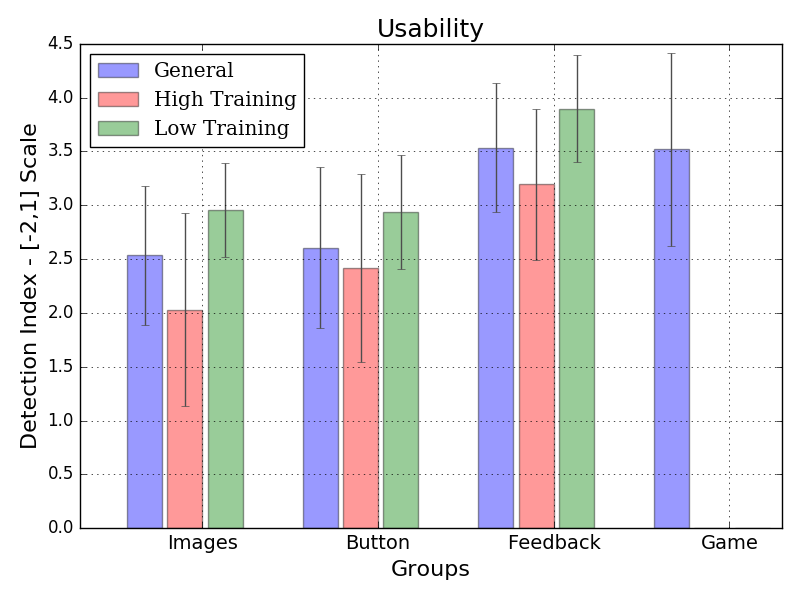 Usability
General
High Training
Low Training
Detection Index - [-2,1] Scale
4.5
4.0
3.5
3.0
2.5
2.0
1.5
1.0
0.5
0.0
Images Button Feedback Game
Groups